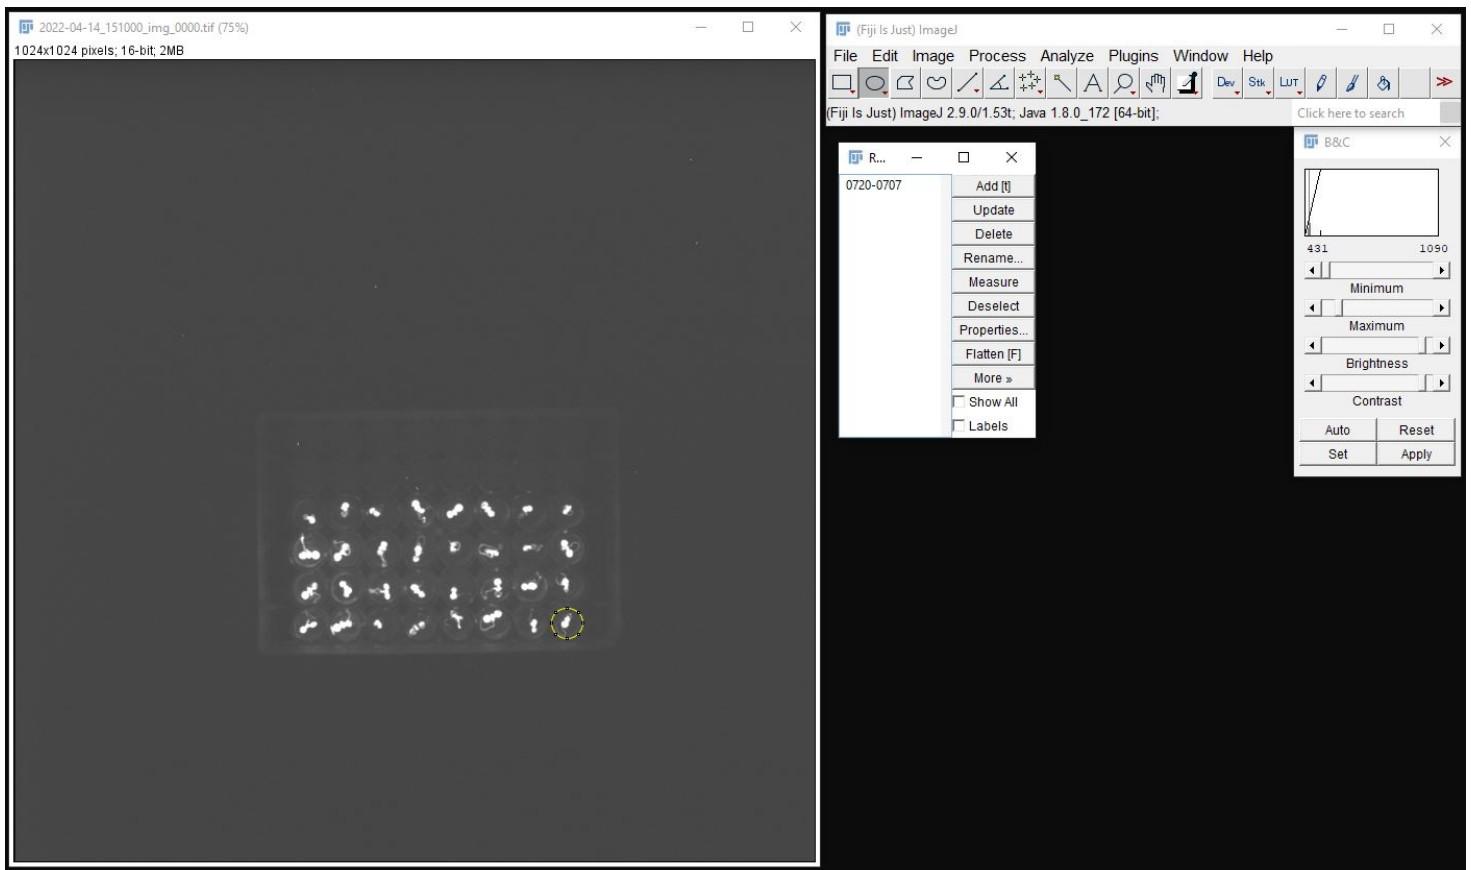 2022-04-14_151000_img_0000.tif (75%)
1024x1024 pixels; 16-bit; 2MB
(Fiji Is Just) ImageJ
File Edit Image Process Analyze Plugins Window Help
Dev Stk LUT
(Fiji Is Just) ImageJ 2.9.0/1.53t; Java 1.8.0_172 [64-bit];
Click here to search
R...
0720-0707
Add [t]
Update
Delete
Rename...
Measure
Deselect
Properties...
Flatten [F]
More »
Show All
Labels
B&C
431 1090
Minimum
Maximum
Brightness
Contrast
Auto Reset
Set Apply